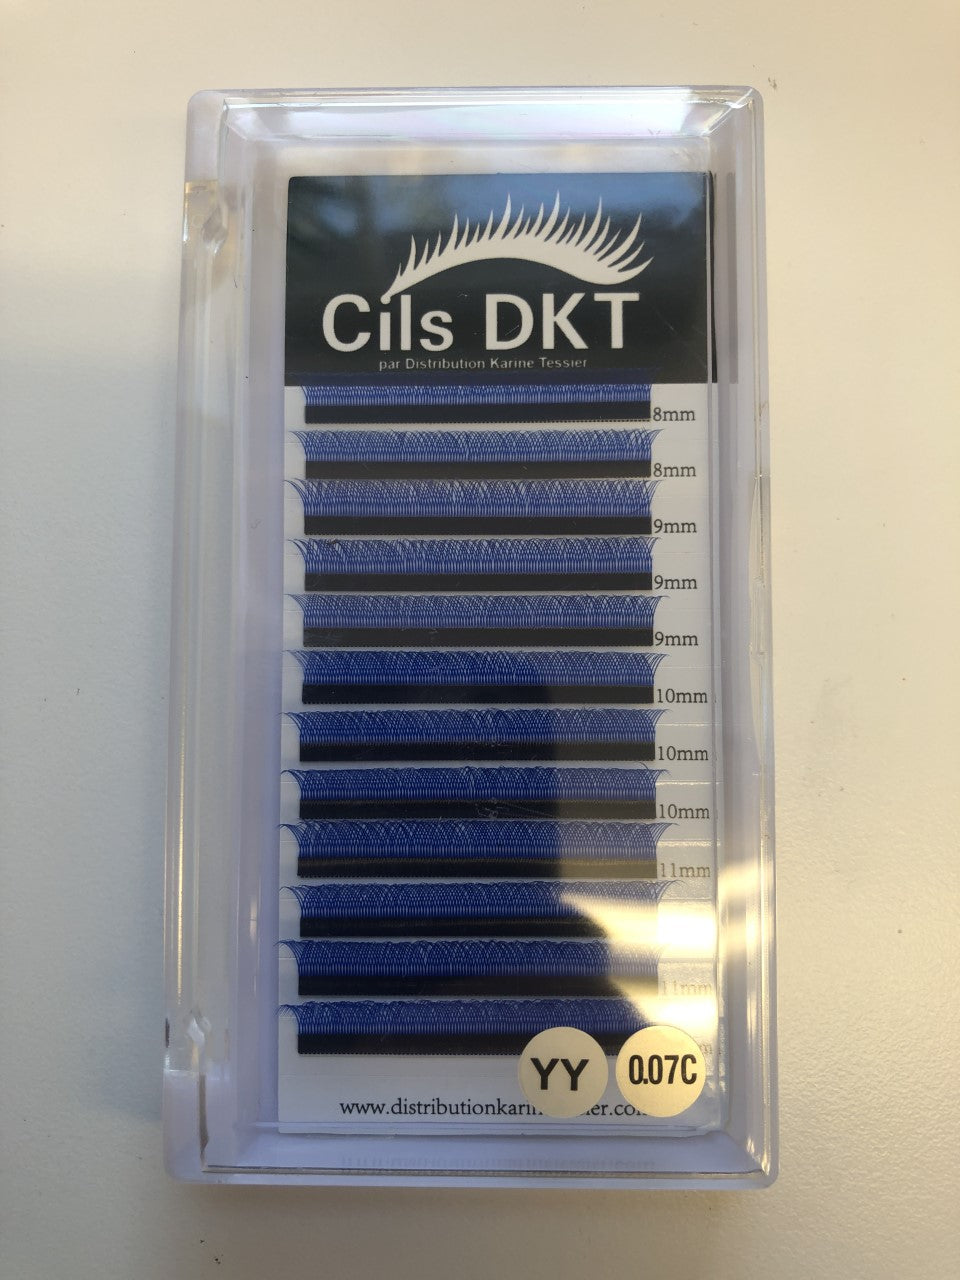 Cils DKT
par Distribution Karine Tessier
8mm
8mm
9mm
9mm
9mm
10mm
10mm
10mm
11mm
11mm
YY
0.07C